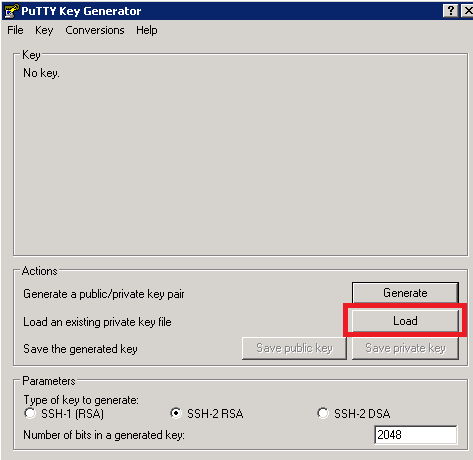 PuTTY Key Generator
File Key Conversions Help
Key
No key.
Actions
Generate a public/private key pair Generate
Load an existing private key file Load
Save the generated key Save public key Save private key
Parameters
Type of key to generate:
SSH-1 (RSA) SSH-2 RSA SSH-2 DSA
Number of bits in a generated key: 2048